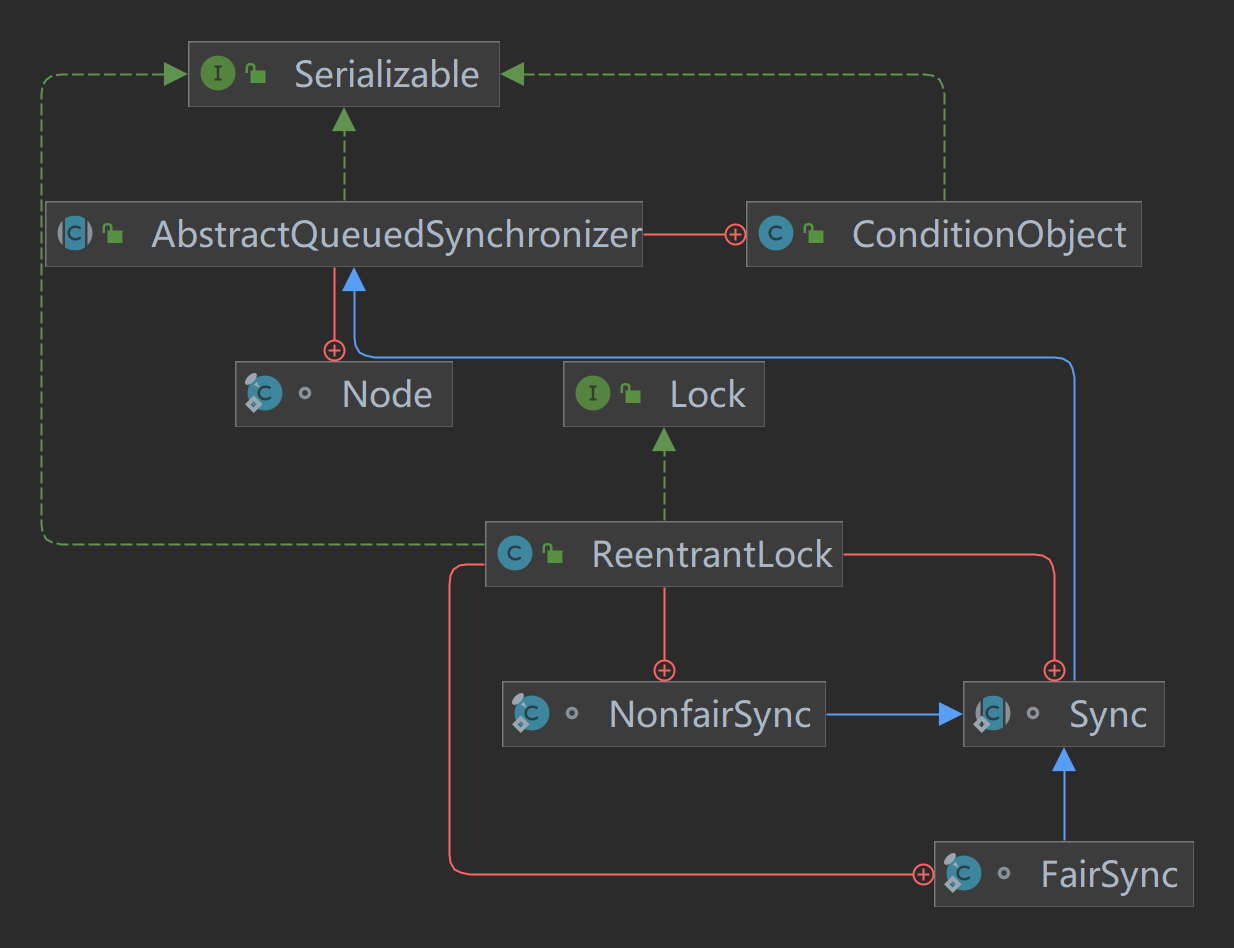 Serializable
AbstractQueuedSynchronizer
ConditionObject
Node
Lock
ReentrantLock
NonfairSync
Sync
FairSync